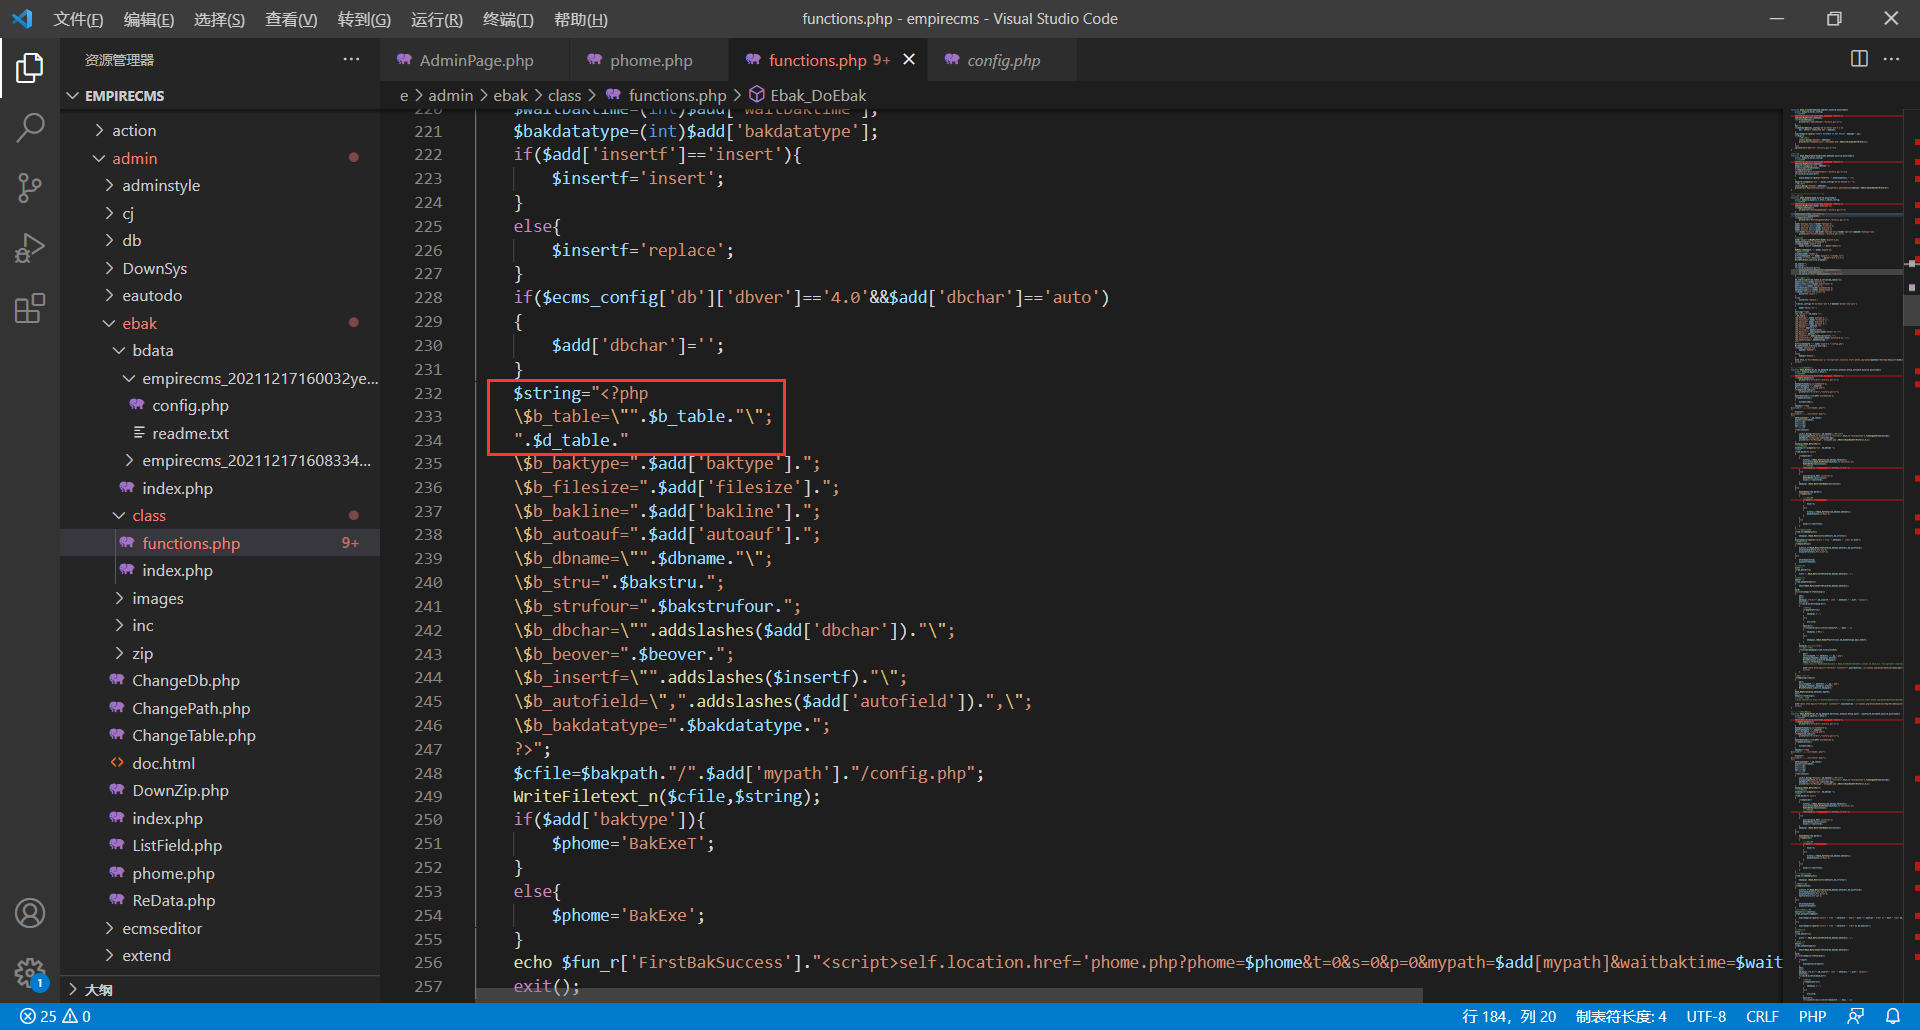 文件(F) 编辑(E) 选择(S) 查看(V) 转到(G) 运行(R) 终端(T) 帮助(H) functions.php - empirecms - Visual Studio Code
资源管理器
EMPIRECMS
action
admin
adminstyle
cj
db
DownSys
eautodo
ebak
bdata
empirecms_20211217160032ye...
config.php
readme.txt
empirecms_202112171608334...
index.php
class
functions.php 9+
index.php
images
inc
zip
ChangeDb.php
ChangePath.php
ChangeTable.php
doc.html
DownZip.php
index.php
ListField.php
phome.php
ReData.php
ecmseditor
extend
大纲
AdminPage.php phome.php functions.php 9+ config.php
e > admin > ebak > class > functions.php > Ebak_DoEbak
220 $waitbaktime=(int)$add['waitbaktime'];
221 $bakdatatype=(int)$add['bakdatatype'];
222 if($add['insertf']=='insert'){
223 $insertf='insert';
224 }
225 else{
226 $insertf='replace';
227 }
228 if($ecms_config['db']['dbver']=='4.0'&&$add['dbchar']=='auto')
229 {
230 $add['dbchar']='';
231 }
232 $string="<?php
233 \$b_table=\"".$b_table."\";
234 ".$d_table."
235 \$b_baktype=".$add['baktype'].";
236 \$b_filesize=".$add['filesize'].";
237 \$b_bakline=".$add['bakline'].";
238 \$b_autoauf=".$add['autoauf'].";
239 \$b_dbname=\"".$dbname."\";
240 \$b_stru=".$bakstru.";
241 \$b_strufour=".$bakstrufour.";
242 \$b_dbchar=\"".addslashes($add['dbchar'])."\";
243 \$b_beover=".$beover.";
244 \$b_insertf=\"".addslashes($insertf)."\";
245 \$b_autofield=\",".addslashes($add['autofield']).",\";
246 \$b_bakdatatype=".$bakdatatype.";
247 ?>";
248 $cfile=$bakpath."/".$add['mypath']."/config.php";
249 WriteFiletext_n($cfile,$string);
250 if($add['baktype']){
251 $phome='BakExeT';
252 }
253 else{
254 $phome='BakExe';
255 }
256 echo $fun_r['FirstBakSuccess']."<script>self.location.href='phome.php?phome=$phome&t=0&s=0&p=0&mypath=$add[mypath]&waitbaktime=$wait
257 exit();
1
25 0 行 184，列 20 制表符长度: 4 UTF-8 CRLF PHP